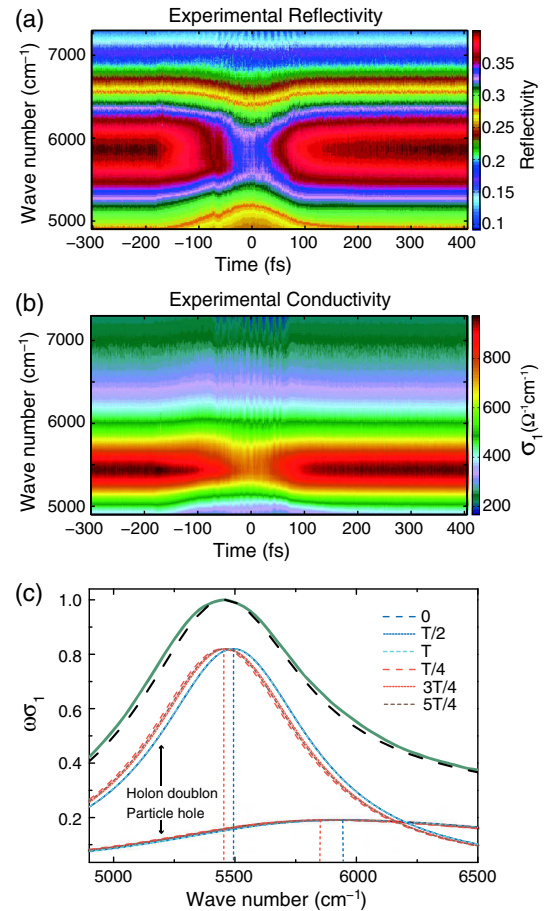 (a)
Experimental Reflectivity
7000
6000
5000
Wave number (cm⁻¹)
−300 −200 −100 0 100 200 300 400
Time (fs)
0.35
0.3
0.25
0.2
0.15
0.1
Reflectivity
(b)
Experimental Conductivity
7000
6000
5000
Wave number (cm⁻¹)
−300 −200 −100 0 100 200 300 400
Time (fs)
800
600
400
200
σ₁(Ω⁻¹cm⁻¹)
(c)
1.0
0.8
0.6
0.4
0.2
ωσ₁
0
T/2
T
T/4
3T/4
5T/4
Holon doublon
Particle hole
5000 5500 6000 6500
Wave number (cm⁻¹)